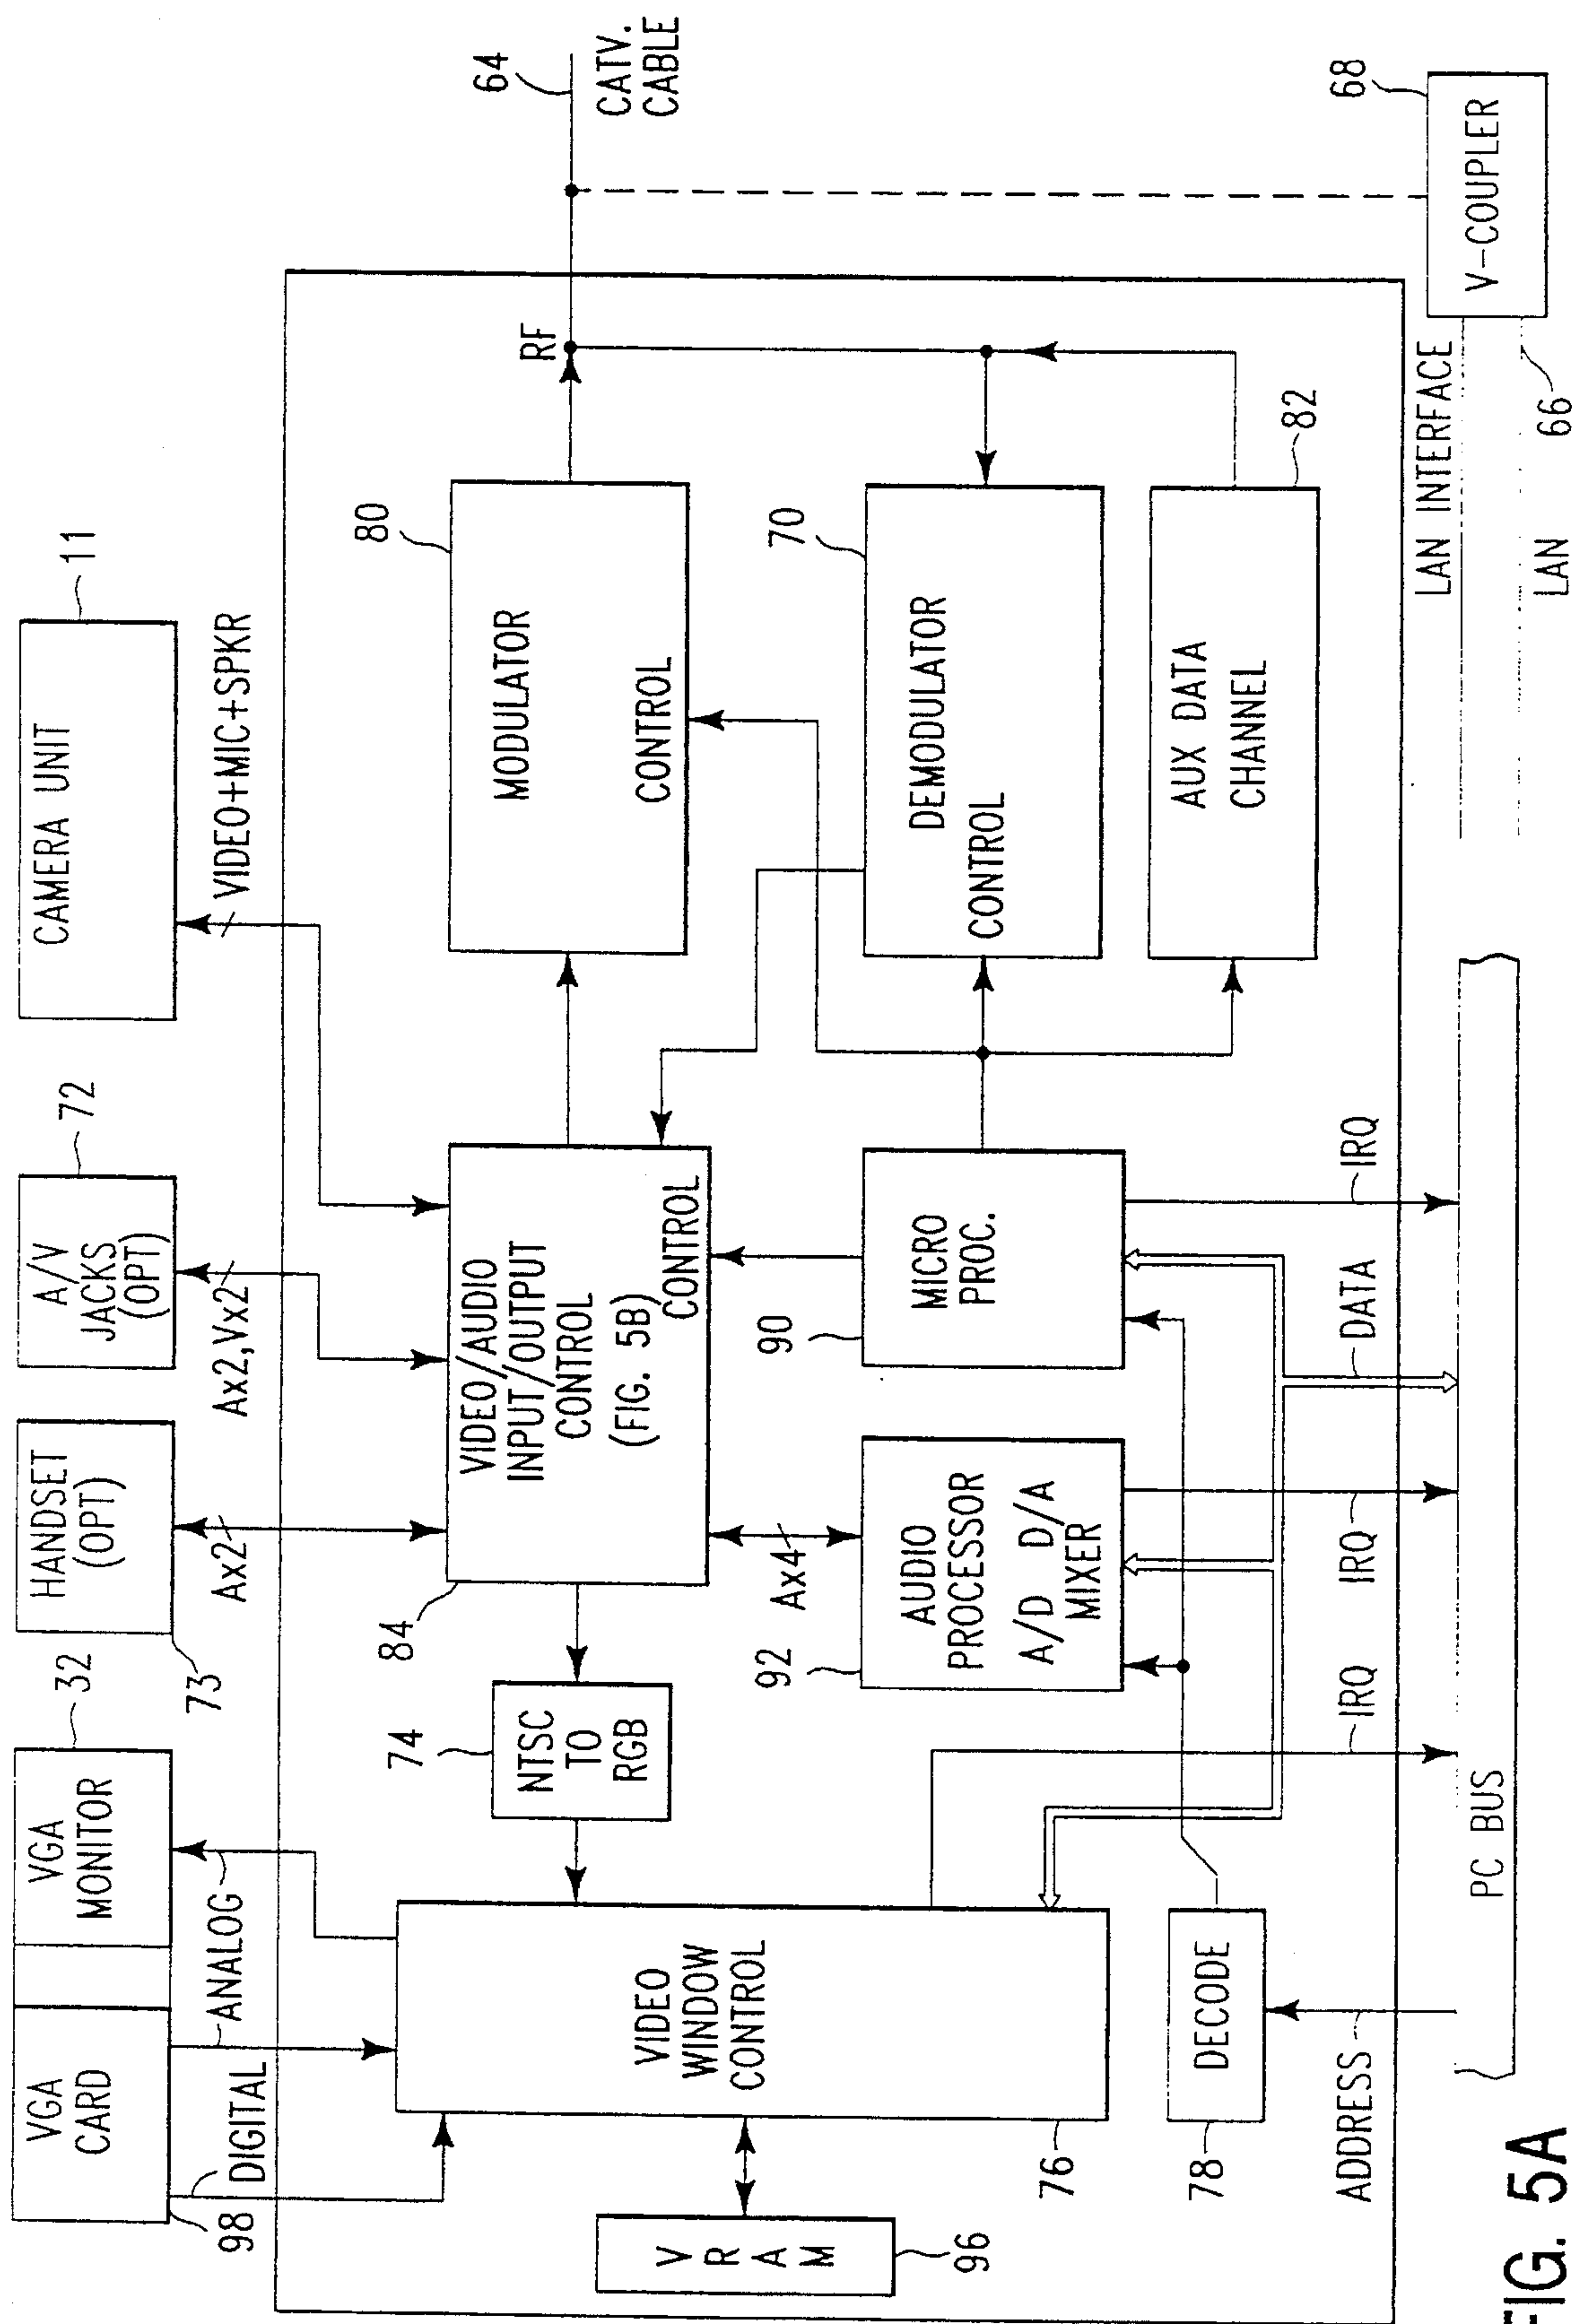 VGA
CARD
98
DIGITAL
ANALOG
VGA
MONITOR
32
HANDSET
(OPT)
73
Ax2
A/V
JACKS
(OPT)
72
Ax2,Vx2
CAMERA UNIT
11
VIDEO+MIC+SPKR
V
R
A
M
96
VIDEO
WINDOW
CONTROL
76
NTSC
TO
RGB
74
VIDEO/AUDIO
INPUT/OUTPUT
CONTROL
(FIG. 5B)
CONTROL
84
MODULATOR
CONTROL
80
RF
64
CATV.
CABLE
Ax4
AUDIO
PROCESSOR
A/D D/A
MIXER
92
MICRO
PROC.
90
DEMODULATOR
CONTROL
70
AUX DATA
CHANNEL
82
DECODE
78
ADDRESS
IRQ
IRQ
DATA
IRQ
PC BUS
LAN INTERFACE
LAN
66
V-COUPLER
68
FIG. 5A